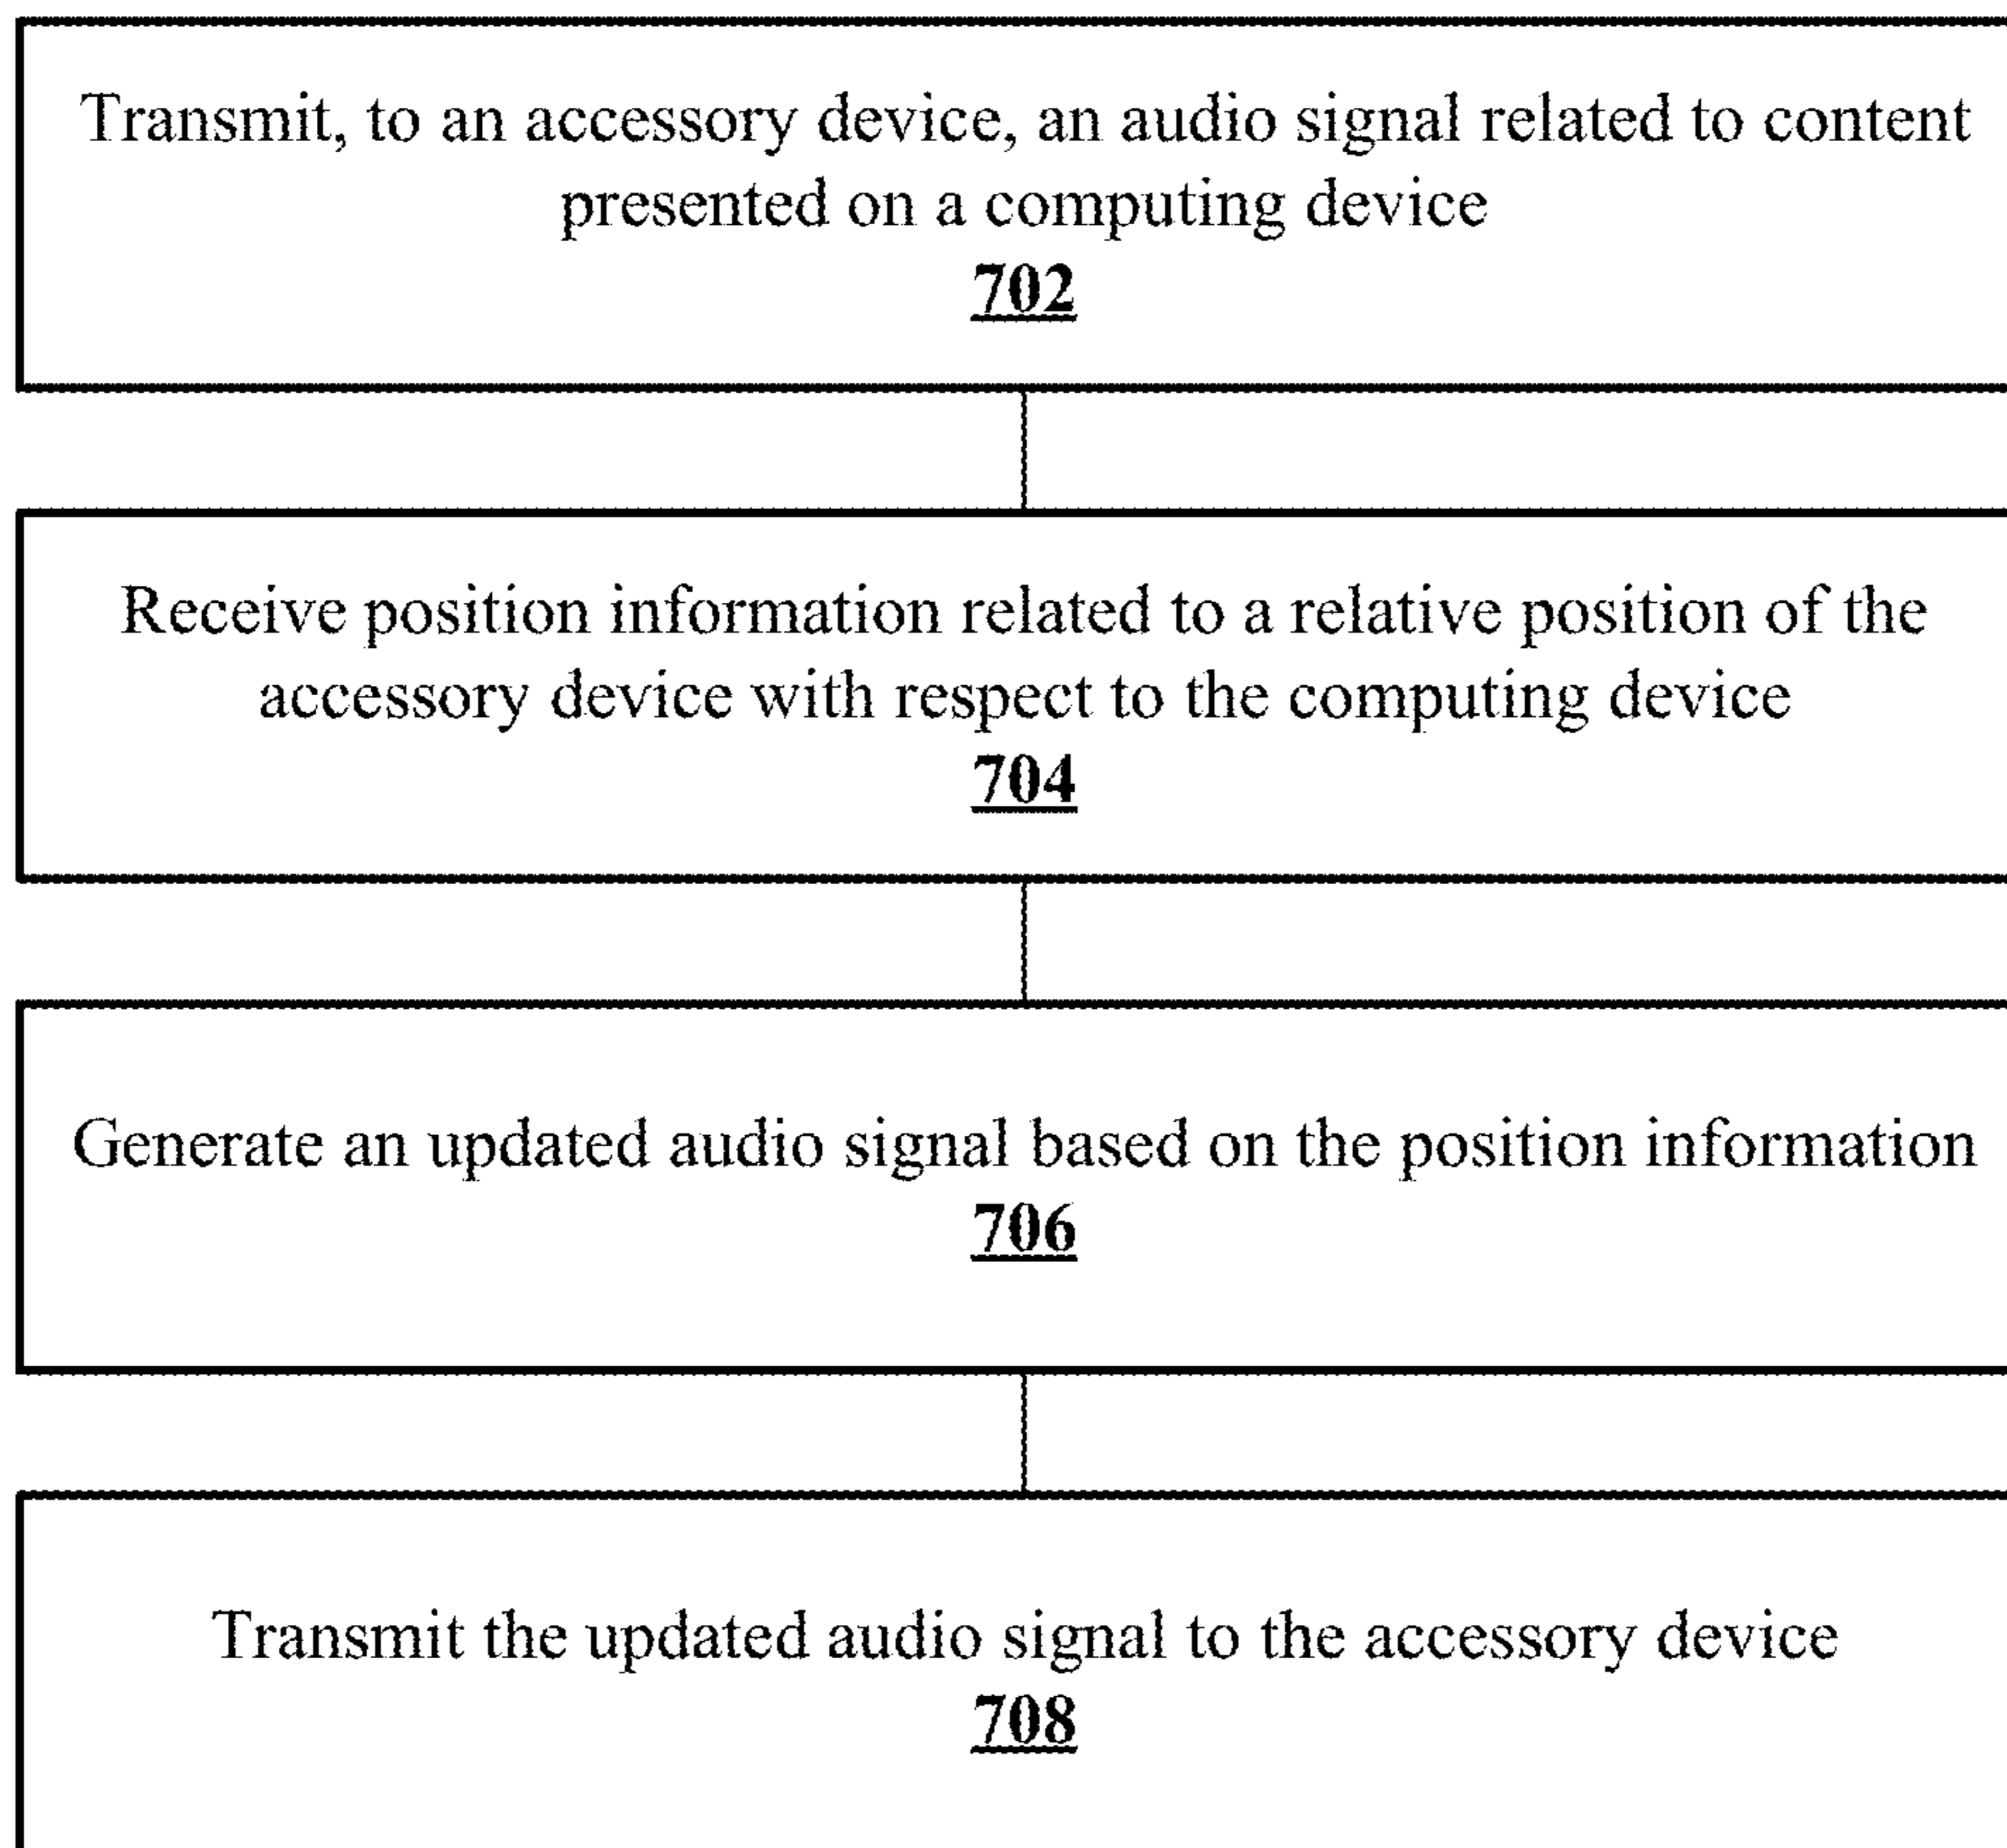 Transmit, to an accessory device, an audio signal related to content
presented on a computing device
702
Receive position information related to a relative position of the
accessory device with respect to the computing device
704
Generate an updated audio signal based on the position information
706
Transmit the updated audio signal to the accessory device
708